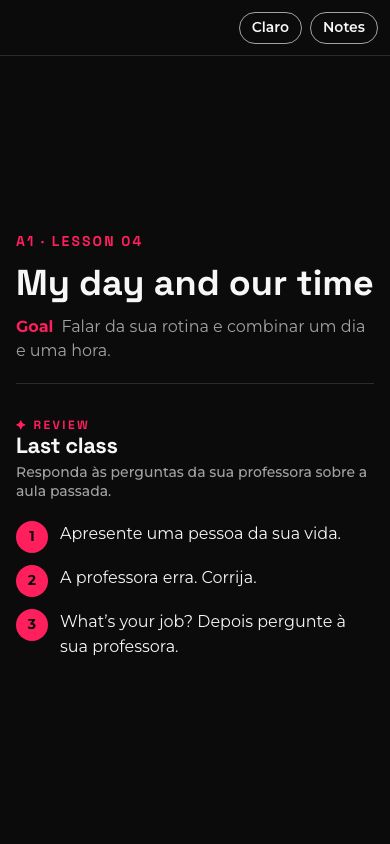 Claro
Notes
A1 · LESSON 04
My day and our time
Goal Falar da sua rotina e combinar um dia
e uma hora.
✦ REVIEW
Last class
Responda às perguntas da sua professora sobre a
aula passada.
1 Apresente uma pessoa da sua vida.
2 A professora erra. Corrija.
3 What's your job? Depois pergunte à
sua professora.